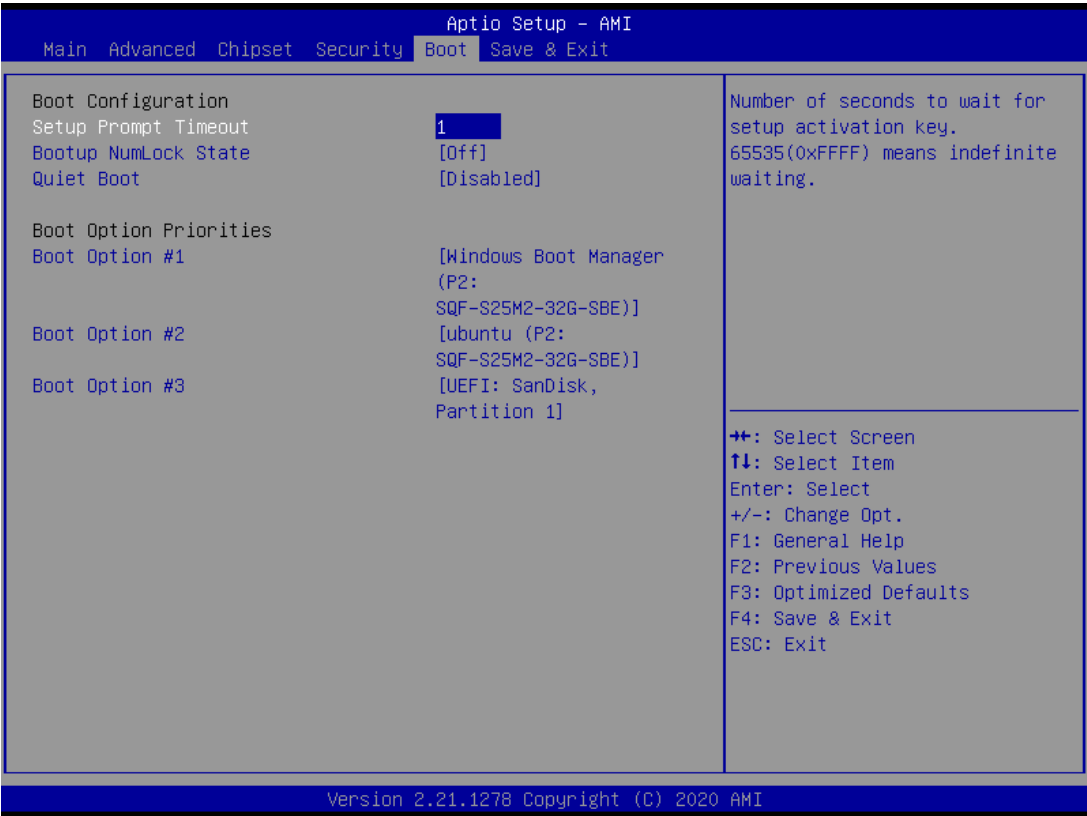 Aptio Setup - AMI
Main Advanced Chipset Security Boot Save & Exit
Boot Configuration
Setup Prompt Timeout 1
Bootup NumLock State [Off]
Quiet Boot [Disabled]
Boot Option Priorities
Boot Option #1 [Windows Boot Manager
(P2:
SQF-S25M2-32G-SBE)]
Boot Option #2 [ubuntu (P2:
SQF-S25M2-32G-SBE)]
Boot Option #3 [UEFI: SanDisk,
Partition 1]
Number of seconds to wait for
setup activation key.
65535(0xFFFF) means indefinite
waiting.
→←: Select Screen
↑↓: Select Item
Enter: Select
+/-: Change Opt.
F1: General Help
F2: Previous Values
F3: Optimized Defaults
F4: Save & Exit
ESC: Exit
Version 2.21.1278 Copyright (C) 2020 AMI